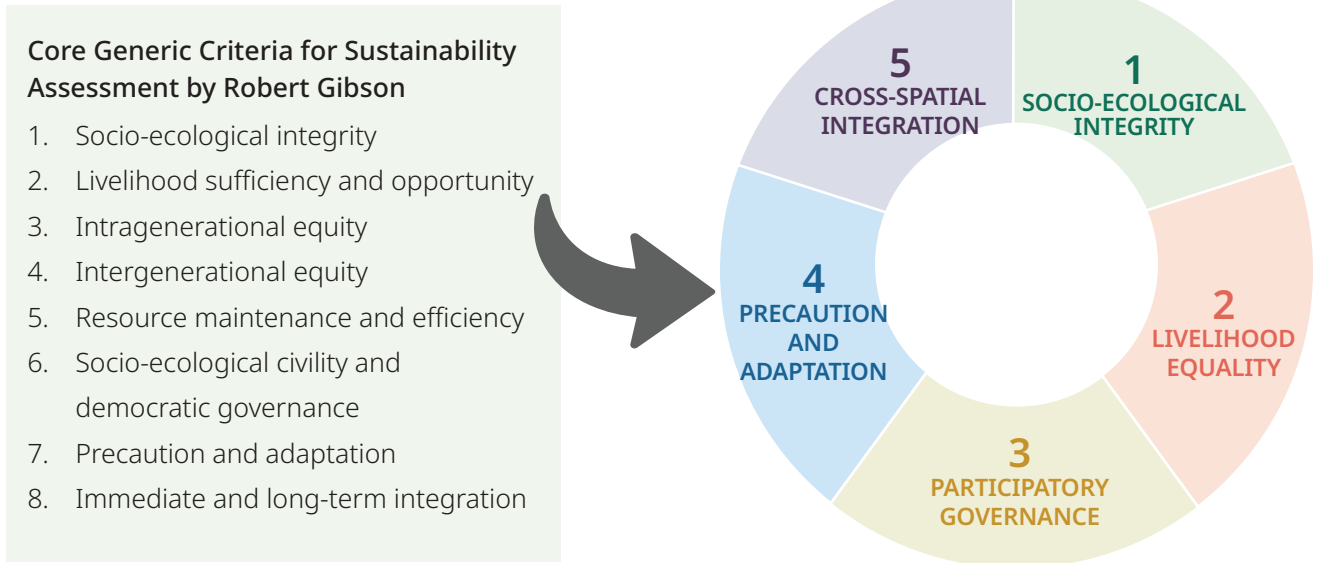 Core Generic Criteria for Sustainability
Assessment by Robert Gibson
1. Socio-ecological integrity
2. Livelihood sufficiency and opportunity
3. Intragenerational equity
4. Intergenerational equity
5. Resource maintenance and efficiency
6. Socio-ecological civility and
democratic governance
7. Precaution and adaptation
8. Immediate and long-term integration
1
SOCIO-ECOLOGICAL
INTEGRITY
2
LIVELIHOOD
EQUALITY
3
PARTICIPATORY
GOVERNANCE
4
PRECAUTION
AND
ADAPTATION
5
CROSS-SPATIAL
INTEGRATION